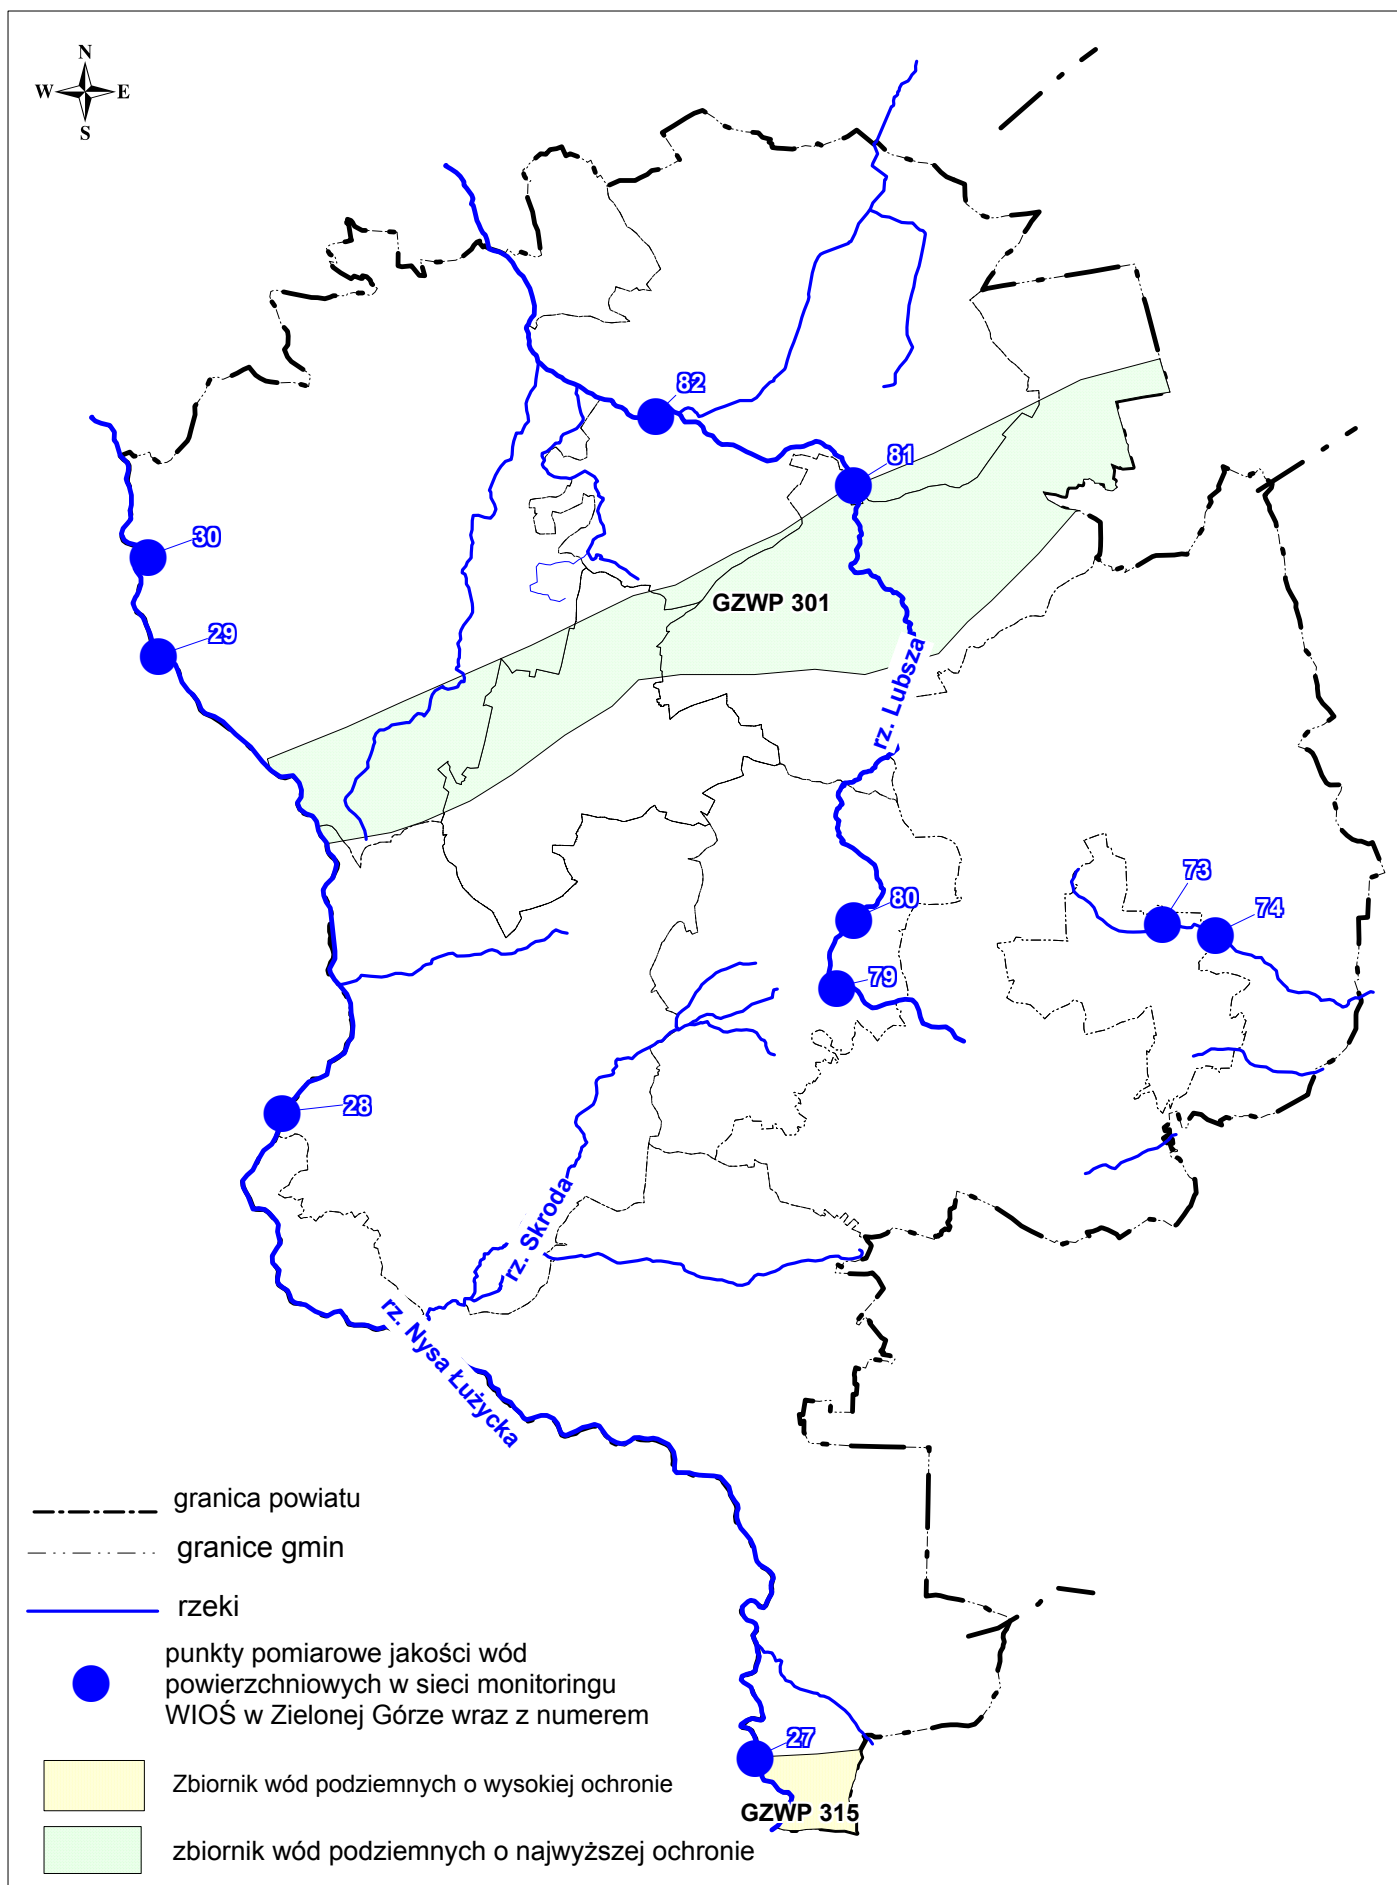 N
W E
S
82
81
30
GZWP 301
29
rz. Lubsza
73
80
74
79
28
rz. Skroda
rz. Nysa Łużycka
granica powiatu
granice gmin
rzeki
punkty pomiarowe jakości wód
powierzchniowych w sieci monitoringu
WIOŚ w Zielonej Górze wraz z numerem
27
Zbiornik wód podziemnych o wysokiej ochronie
GZWP 315
zbiornik wód podziemnych o najwyższej ochronie